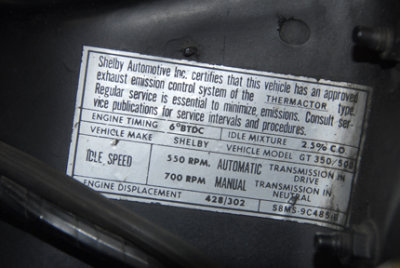 Shelby Automotive Inc. certifies that this vehicle has an approved
exhaust emission control system of the THERMACTOR type.
Regular service is essential to minimize emissions. Consult ser-
vice publications for service intervals and procedures.
ENGINE TIMING 6°BTDC IDLE MIXTURE 2.5% C.O
VEHICLE MAKE SHELBY VEHICLE MODEL GT 350/500
IDLE SPEED 550 RPM. AUTOMATIC TRANSMISSION IN DRIVE
700 RPM MANUAL TRANSMISSION IN NEUTRAL
ENGINE DISPLACEMENT 428/302